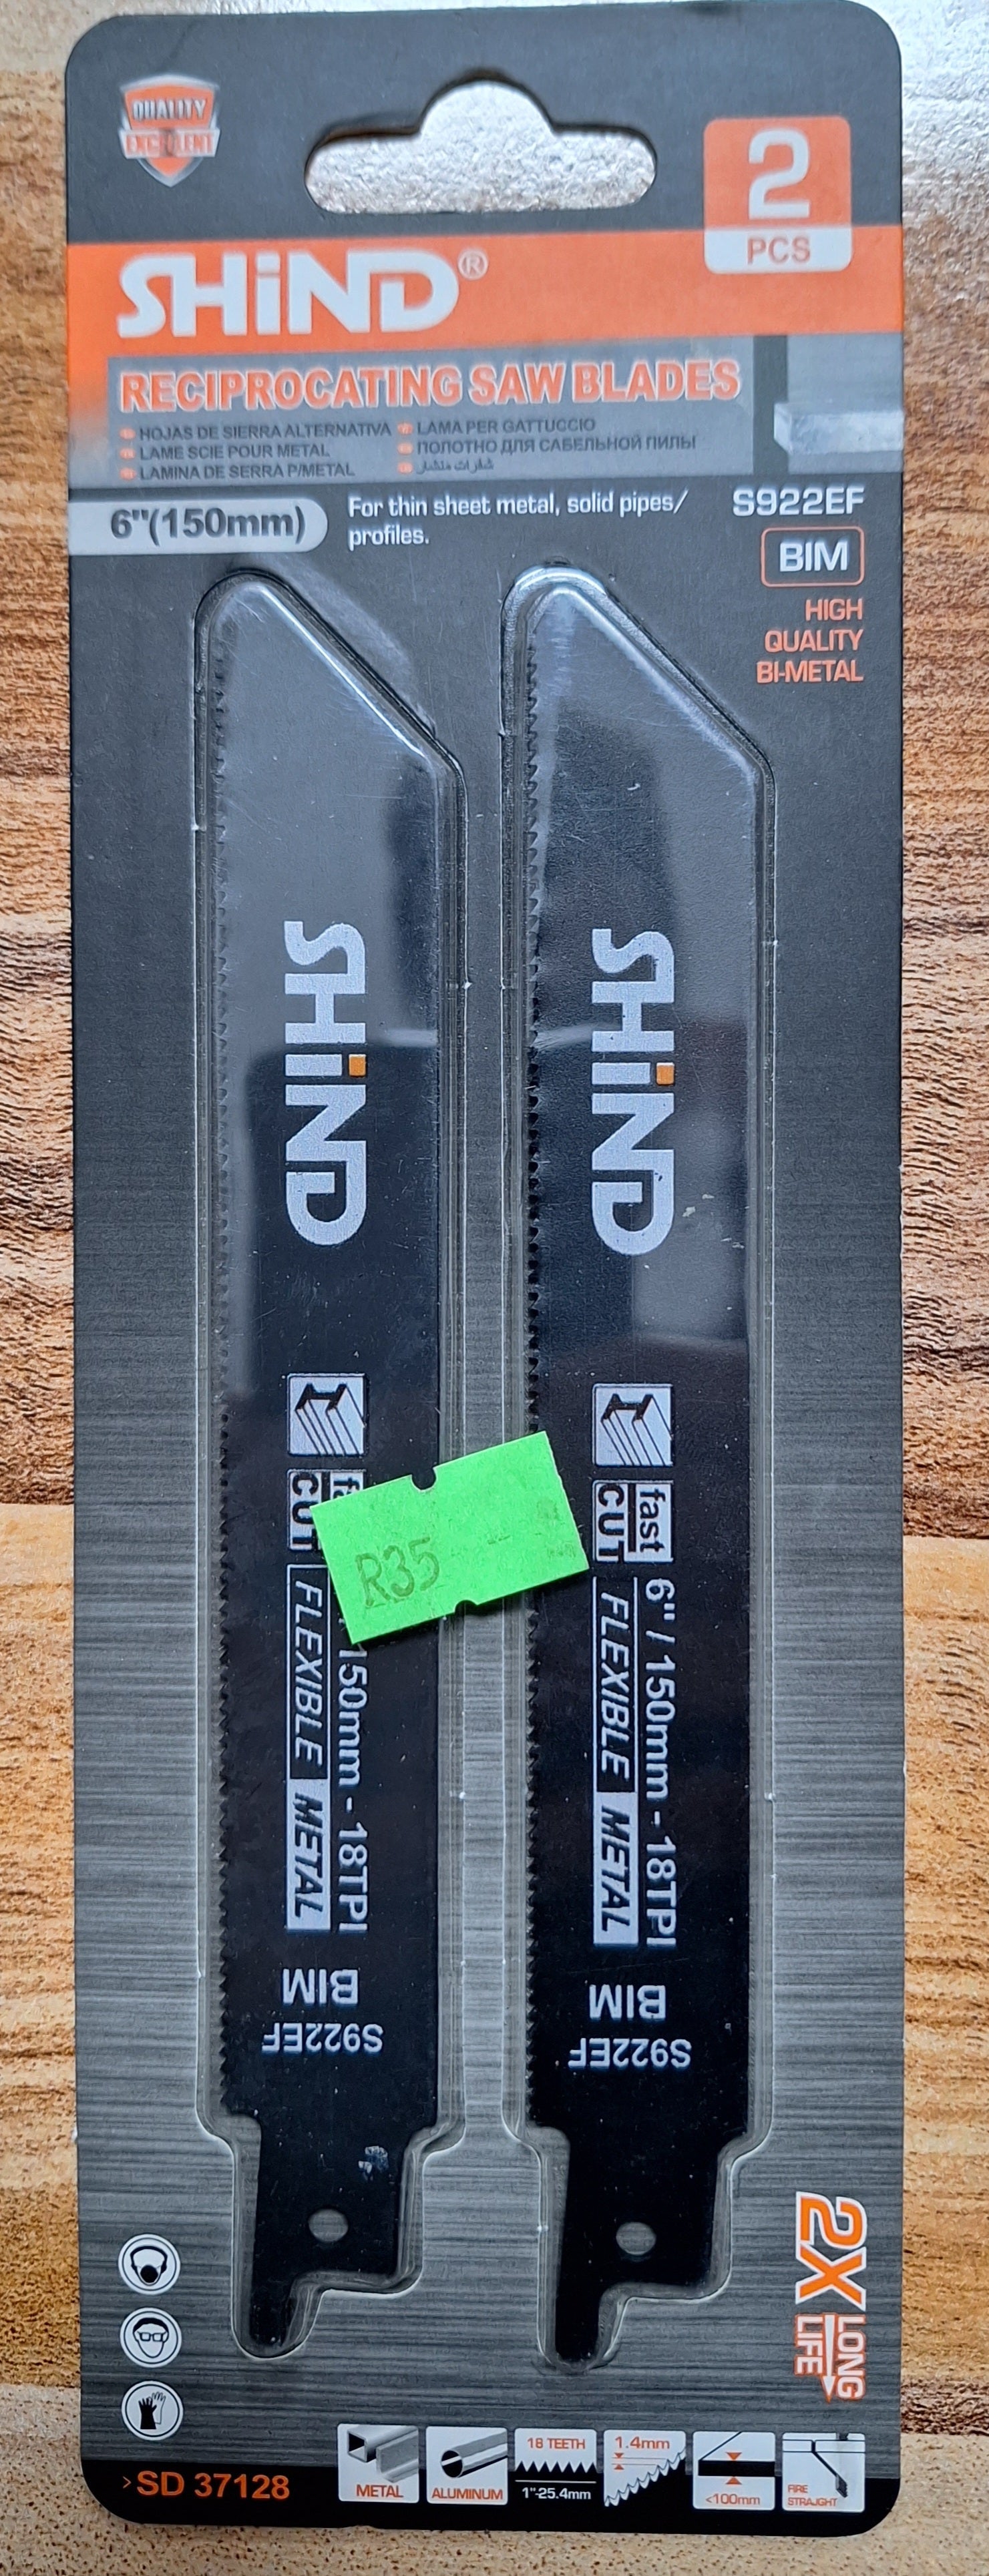 QUALITY
EXCELLENT
2
PCS
SHiND®
RECIPROCATING SAW BLADES
HOJAS DE SIERRA ALTERNATIVA
LAME SCIE POUR METAL
LAMINA DE SERRA P/METAL
LAMA PER GATTUCCIO
ПОЛОТНО ДЛЯ САБЕЛЬНОЙ ПИЛЫ
شفرات منشار
6"(150mm)
For thin sheet metal, solid pipes/
profiles.
S922EF
BIM
HIGH
QUALITY
BI-METAL
SHiND
fa
CUT
150mm - 18TPI
FLEXIBLE METAL
BIM
S922EF
SHiND
fast
CUT
6" / 150mm - 18TPI
FLEXIBLE METAL
BIM
S922EF
R35
2X
LONG
LIFE
>SD 37128
METAL
ALUMINUM
18 TEETH
1"-25.4mm
1.4mm
<100mm
FIRE
STRAJGHT